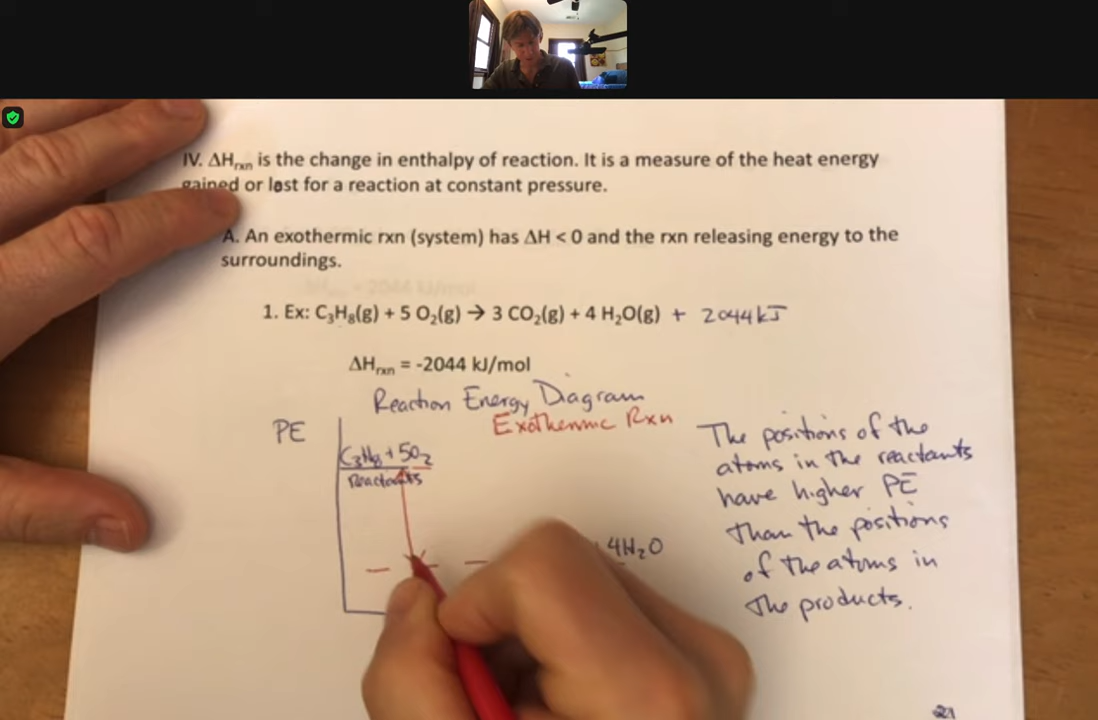 IV. ΔHrxn is the change in enthalpy of reaction. It is a measure of the heat energy
gained or lost for a reaction at constant pressure.
A. An exothermic rxn (system) has ΔH < 0 and the rxn releasing energy to the
surroundings.
1. Ex: C3H8(g) + 5 O2(g) → 3 CO2(g) + 4 H2O(g) + 2044 kJ
ΔHrxn = -2044 kJ/mol
Reaction Energy Diagram
Exothermic Rxn
PE
C3H8 + 5O2
Reactants
4H2O
The positions of the
atoms in the reactants
have higher PE
than the positions
of the atoms in
the products.
21